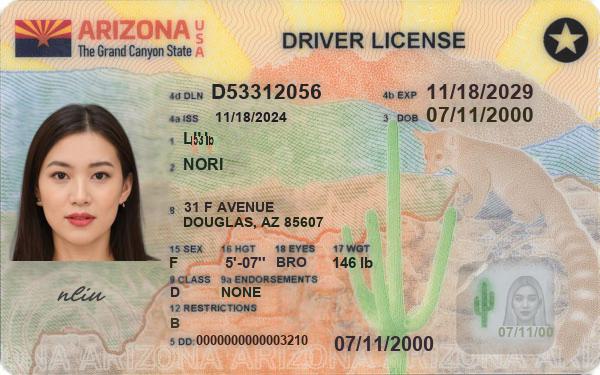 ARIZONA USA
The Grand Canyon State
DRIVER LICENSE
4d DLN D53312056 4b EXP 11/18/2029
4a ISS 11/18/2024 3 DOB 07/11/2000
1
2 NORI
8 31 F AVENUE
DOUGLAS, AZ 85607
15 SEX 16 HGT 18 EYES 17 WGT
F 5'-07" BRO 146 lb
9 CLASS 9a ENDORSEMENTS
D NONE
12 RESTRICTIONS
B
nliu
5 DD: 0000000000003210
07/11/2000
07/11/00
ARIZONA ARIZONA ARIZONA ARIZONA